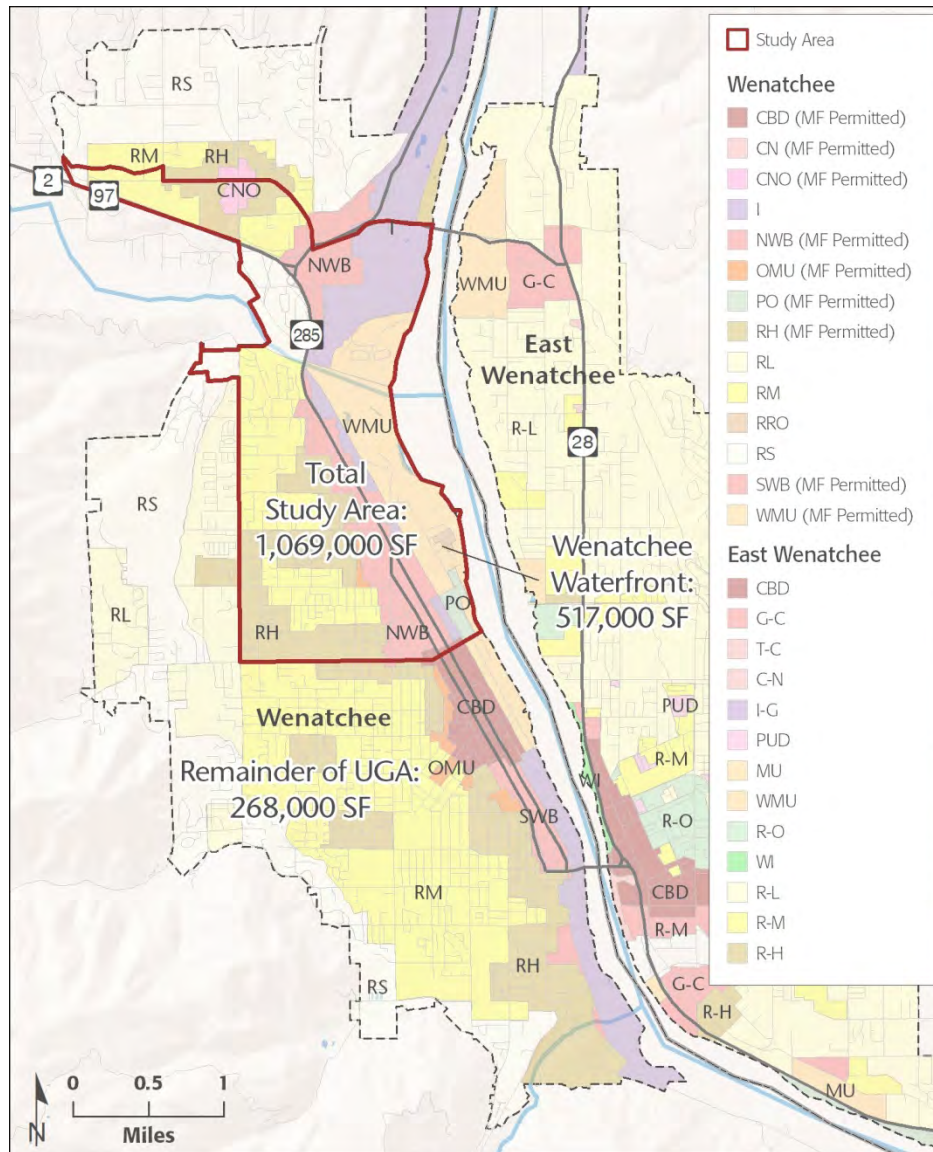 RS
RM
RH
CNO
2
97
NWB
I
WMU
G-C
285
East
Wenatchee
28
R-L
WMU
Total
Study Area:
1,069,000 SF
Wenatchee
Waterfront:
517,000 SF
RS
RL
RH
NWB
PO
Wenatchee
CBD
OMU
Remainder of UGA:
268,000 SF
SWB
WI
PUD
R-M
R-O
CBD
R-M
RM
RH
RS
G-C
R-H
MU
0 0.5 1
Miles
N
Study Area
Wenatchee
CBD (MF Permitted)
CN (MF Permitted)
CNO (MF Permitted)
I
NWB (MF Permitted)
OMU (MF Permitted)
PO (MF Permitted)
RH (MF Permitted)
RL
RM
RRO
RS
SWB (MF Permitted)
WMU (MF Permitted)
East Wenatchee
CBD
G-C
T-C
C-N
I-G
PUD
MU
WMU
R-O
WI
R-L
R-M
R-H